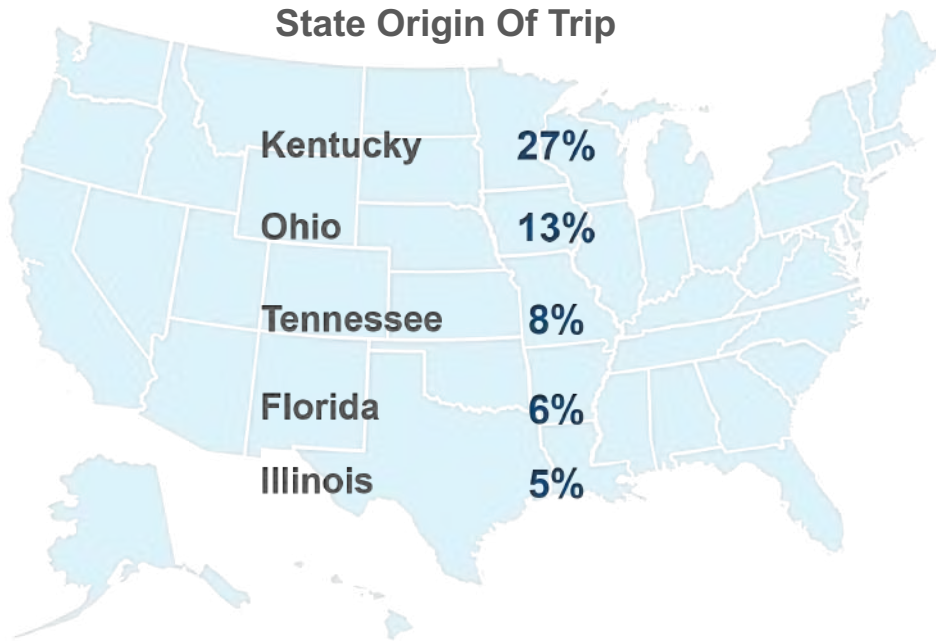 State Origin Of Trip
Kentucky 27%
Ohio 13%
Tennessee 8%
Florida 6%
Illinois 5%